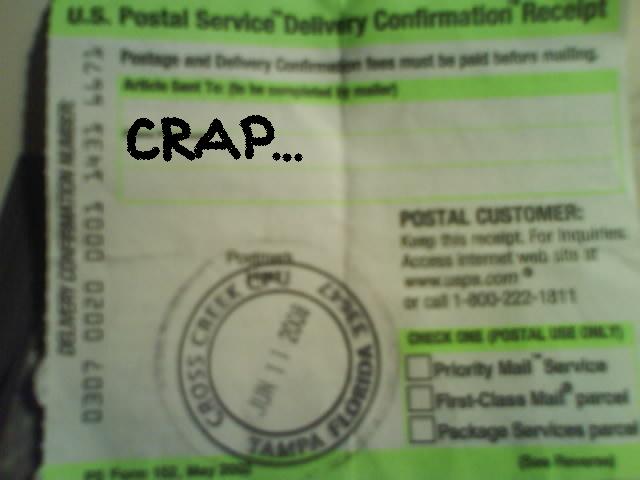 U.S. Postal Service™ Delivery Confirmation™ Receipt
Postage and Delivery Confirmation fees must be paid before mailing.
Article Sent To: (to be completed by mailer)
CRAP...
DELIVERY CONFIRMATION NUMBER:
0307 0020 0001 1431 6671
POSTAL CUSTOMER:
Keep this receipt. For Inquiries:
Access internet web site at
www.usps.com®
or call 1-800-222-1811
Postmark
CROSS CREEK CPU
JUN 11 2008
TAMPA FLORIDA
CHECK ONE (POSTAL USE ONLY)
Priority Mail™ Service
First-Class Mail® parcel
Package Services parcel
PS Form 152, May 2002
(See Reverse)